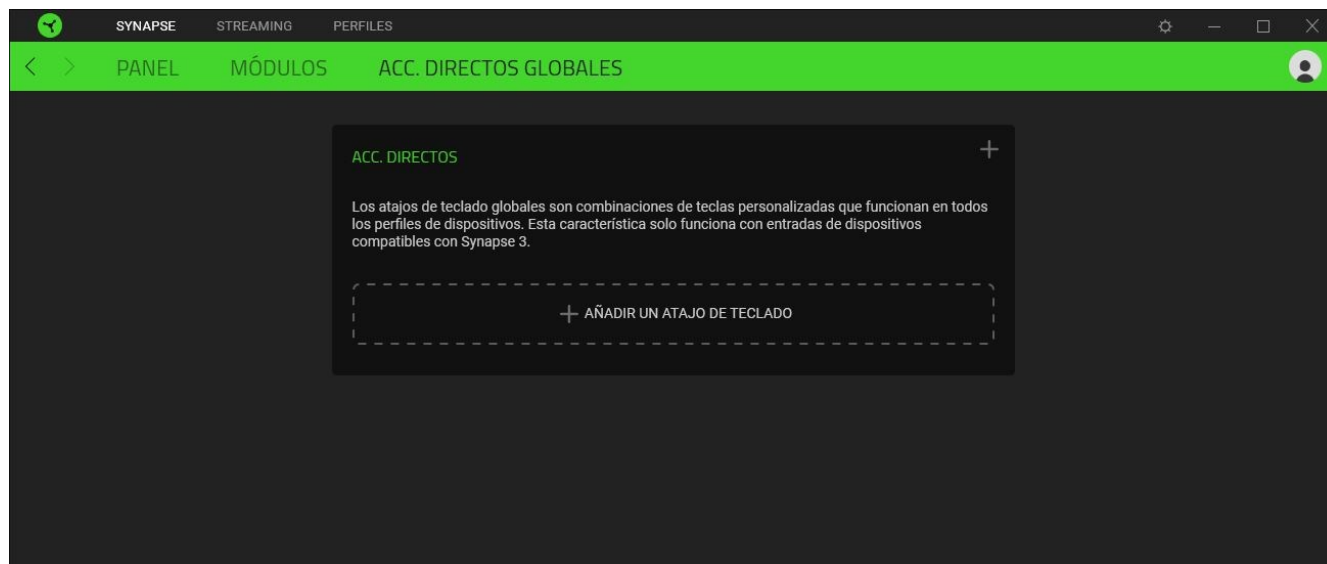 SYNAPSE STREAMING PERFILES
PANEL MÓDULOS ACC. DIRECTOS GLOBALES
ACC. DIRECTOS
Los atajos de teclado globales son combinaciones de teclas personalizadas que funcionan en todos
los perfiles de dispositivos. Esta característica solo funciona con entradas de dispositivos
compatibles con Synapse 3.
AÑADIR UN ATAJO DE TECLADO